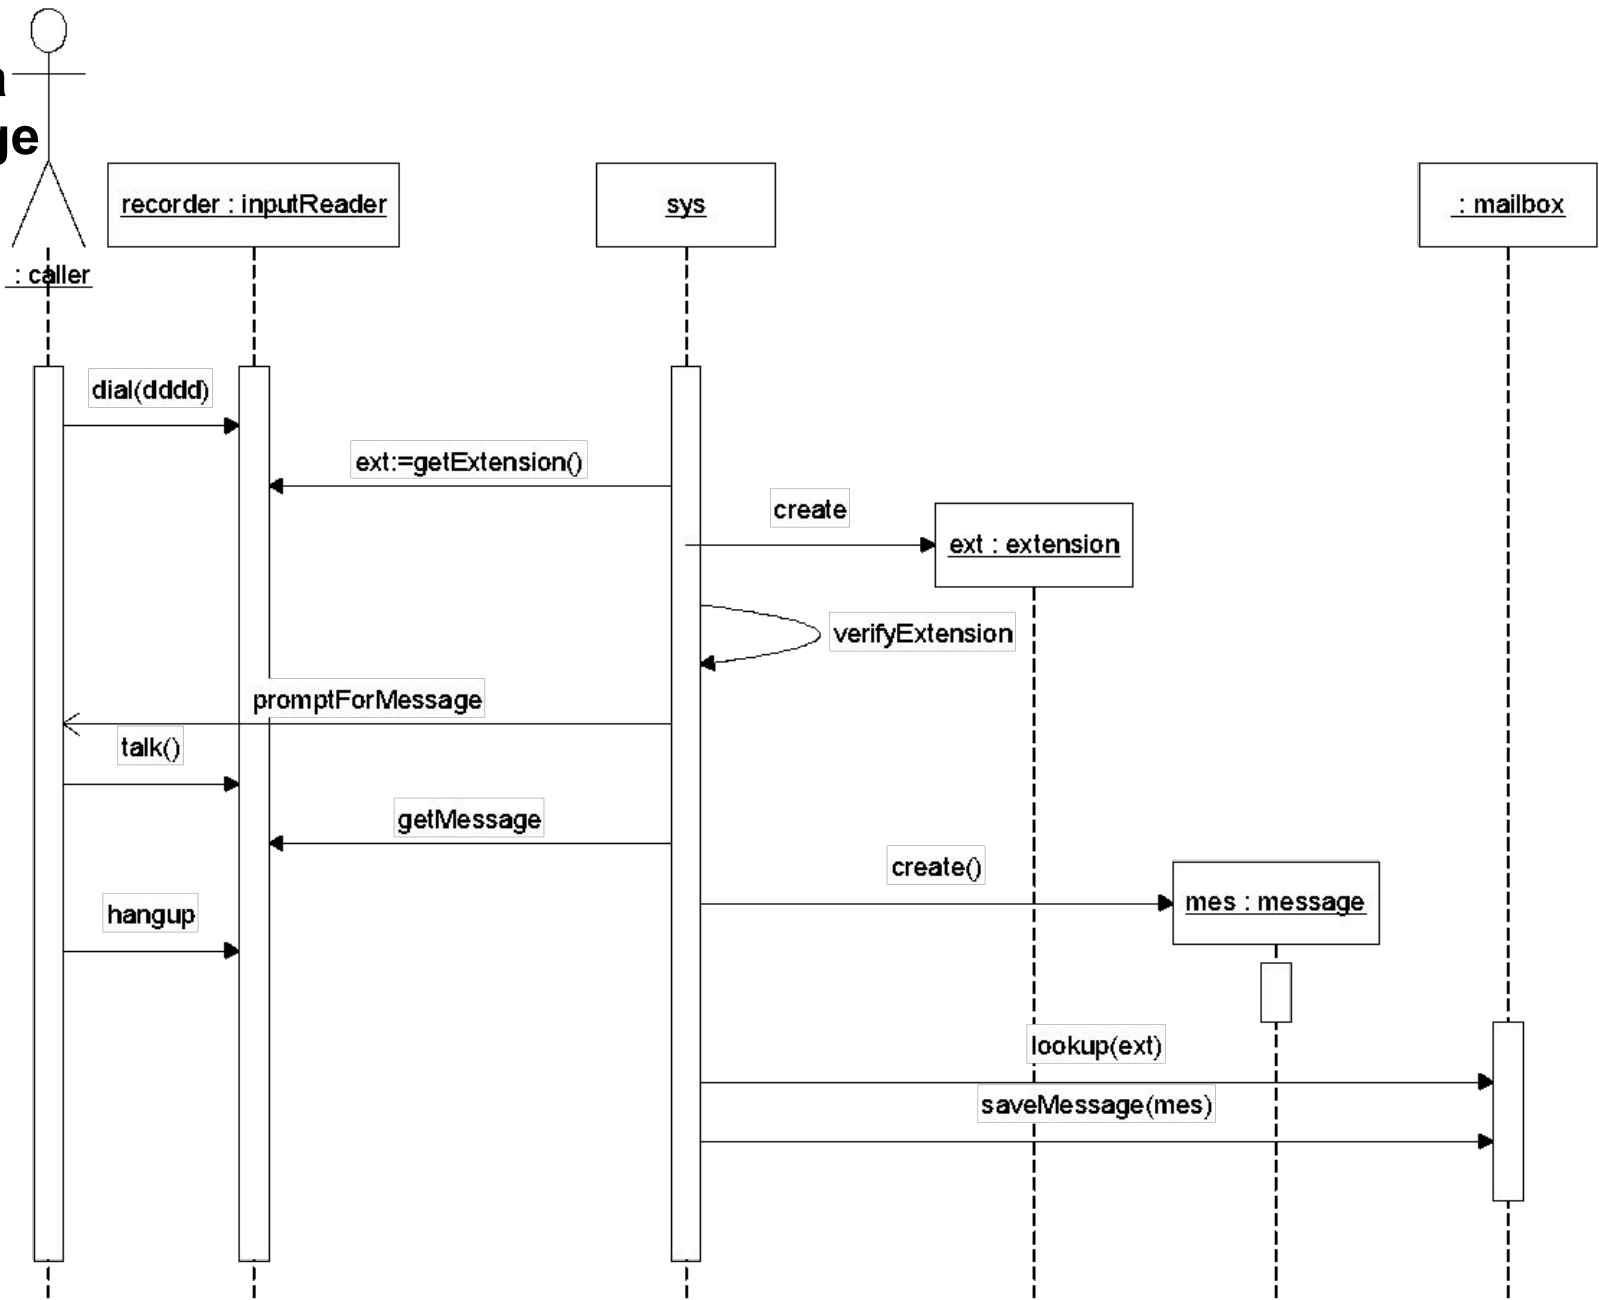 a
ge
recorder : inputReader
sys
: mailbox
: caller
dial(dddd)
ext:=getExtension()
create
ext : extension
verifyExtension
promptForMessage
talk()
getMessage
create()
mes : message
hangup
lookup(ext)
saveMessage(mes)